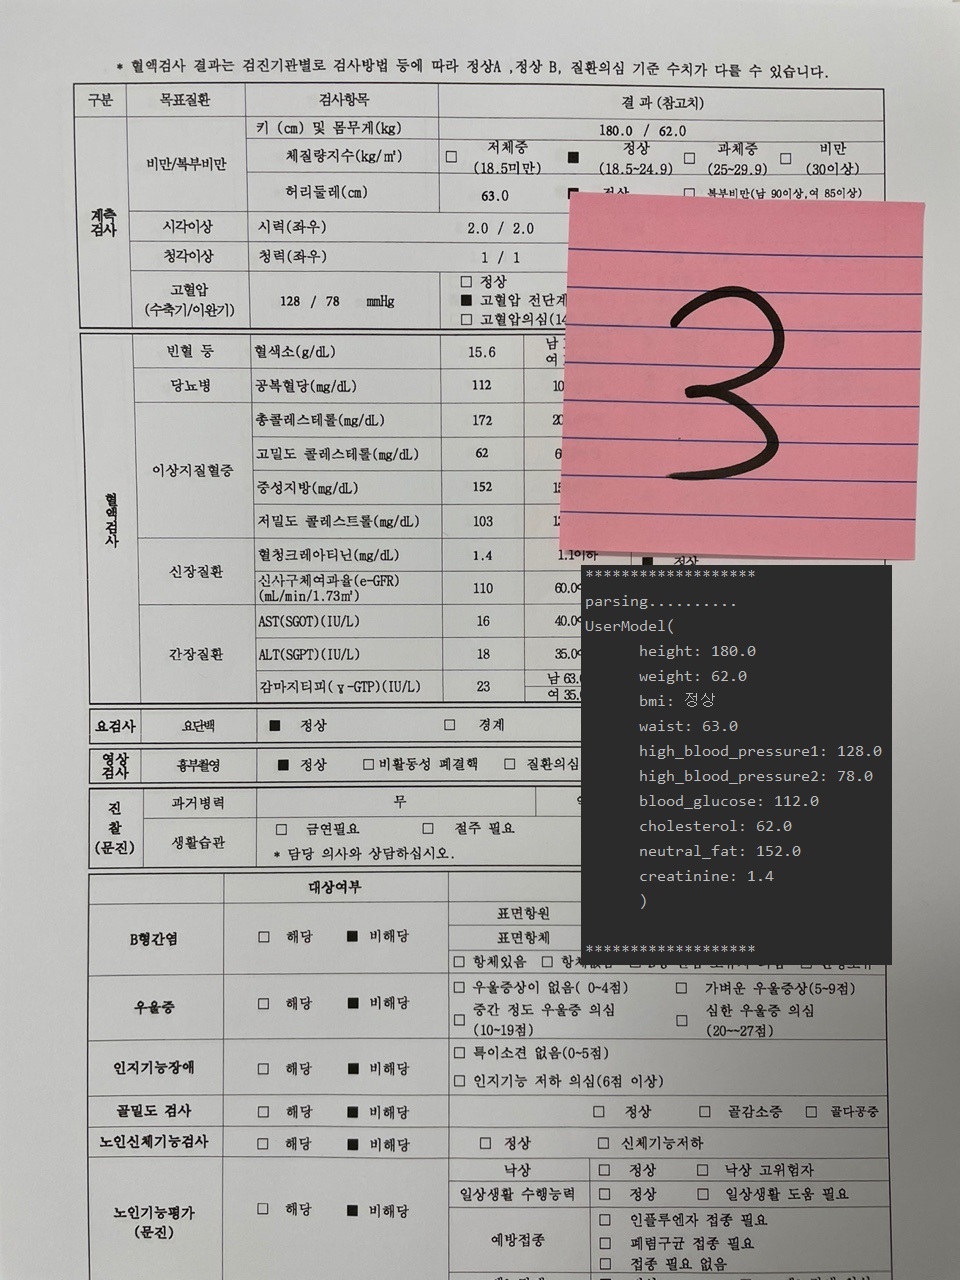 * 혈액검사 결과는 검진기관별로 검사방법 등에 따라 정상A ,정상 B, 질환의심 기준 수치가 다를 수 있습니다.
구분 목표질환 검사항목 결 과 (참고치)
계측검사
비만/복부비만
키 (cm) 및 몸무게(kg) 180.0 / 62.0
체질량지수(kg/㎡) □ 저체중 (18.5미만) ■ 정상 (18.5~24.9) □ 과체중 (25~29.9) □ 비만 (30이상)
허리둘레(cm) 63.0 ■ 정상 □ 복부비만(남 90이상,여 85이상)
시각이상 시력(좌우) 2.0 / 2.0
청각이상 청력(좌우) 1 / 1
고혈압 (수축기/이완기) 128 / 78 mmHg
□ 정상
■ 고혈압 전단계
□ 고혈압의심(14
혈액검사
빈혈 등 혈색소(g/dL) 15.6 남 여
당뇨병 공복혈당(mg/dL) 112 10
이상지질혈증
총콜레스테롤(mg/dL) 172 20
고밀도 콜레스테롤(mg/dL) 62 6
중성지방(mg/dL) 152 15
저밀도 콜레스트롤(mg/dL) 103
신장질환
혈청크레아티닌(mg/dL) 1.4 1.1이하 ■ 정상
신사구체여과율(e-GFR) (mL/min/1.73㎡) 110 60.0
간장질환
AST(SGOT)(IU/L) 16 40.0
ALT(SGPT)(IU/L) 18 35.0
감마지티피(γ-GTP)(IU/L) 23 남 63. 여 35.
요검사 요단백 ■ 정상 □ 경계
영상검사 흉부촬영 ■ 정상 □ 비활동성 폐결핵 □ 질환의심
진찰(문진)
과거병력 무
생활습관 □ 금연필요 □ 절주 필요
* 담당 의사와 상담하십시오.
대상여부
B형간염 □ 해당 ■ 비해당
표면항원
표면항체
□ 항체있음 □ 항체없음
우울증 □ 해당 ■ 비해당
□ 우울증상이 없음( 0~4점) □ 가벼운 우울증상(5~9점)
□ 중간 정도 우울증 의심 (10~19점) □ 심한 우울증 의심 (20~~27점)
인지기능장애 □ 해당 ■ 비해당
□ 특이소견 없음(0~5점)
□ 인지기능 저하 의심(6점 이상)
골밀도 검사 □ 해당 ■ 비해당 □ 정상 □ 골감소증 □ 골다공증
노인신체기능검사 □ 해당 ■ 비해당 □ 정상 □ 신체기능저하
노인기능평가 (문진) □ 해당 ■ 비해당
낙상 □ 정상 □ 낙상 고위험자
일상생활 수행능력 □ 정상 □ 일상생활 도움 필요
예방접종
□ 인플루엔자 접종 필요
□ 폐렴구균 접종 필요
□ 접종 필요 없음
3
*******************
parsing..........
UserModel(
height: 180.0
weight: 62.0
bmi: 정상
waist: 63.0
high_blood_pressure1: 128.0
high_blood_pressure2: 78.0
blood_glucose: 112.0
cholesterol: 62.0
neutral_fat: 152.0
creatinine: 1.4
)
*******************